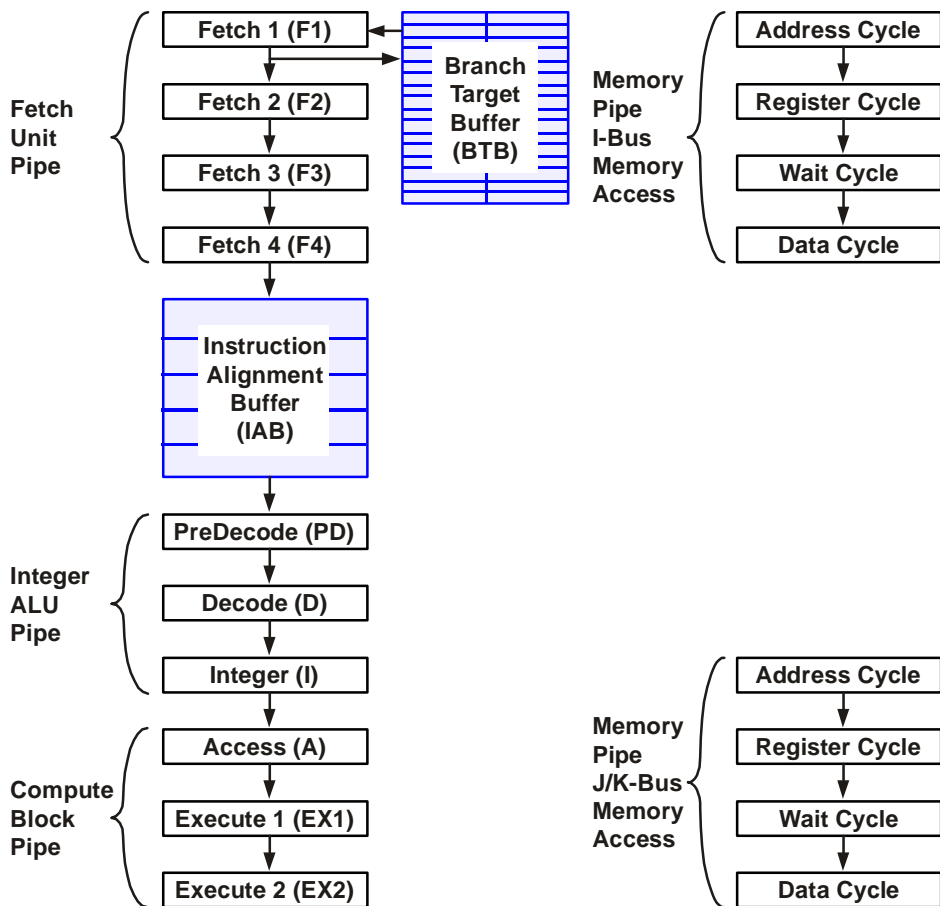 Fetch
Unit
Pipe
Fetch 1 (F1)
Fetch 2 (F2)
Fetch 3 (F3)
Fetch 4 (F4)
Branch
Target
Buffer
(BTB)
Memory
Pipe
I-Bus
Memory
Access
Address Cycle
Register Cycle
Wait Cycle
Data Cycle
Instruction
Alignment
Buffer
(IAB)
Integer
ALU
Pipe
PreDecode (PD)
Decode (D)
Integer (I)
Compute
Block
Pipe
Access (A)
Execute 1 (EX1)
Execute 2 (EX2)
Memory
Pipe
J/K-Bus
Memory
Access
Address Cycle
Register Cycle
Wait Cycle
Data Cycle